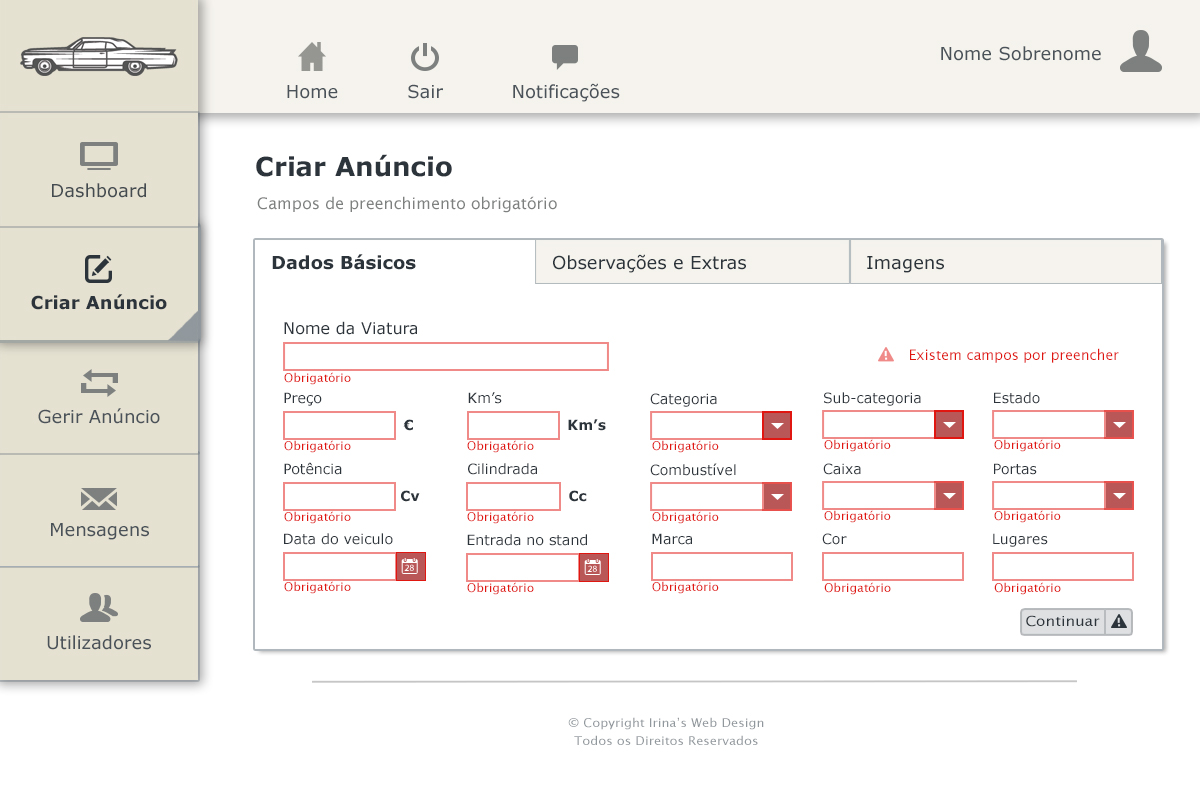 Home
Sair
Notificações
Nome Sobrenome
Dashboard
Criar Anúncio
Gerir Anúncio
Mensagens
Utilizadores
Criar Anúncio
Campos de preenchimento obrigatório
Dados Básicos
Observações e Extras
Imagens
Nome da Viatura
Obrigatório
Existem campos por preencher
Preço
Km's
Categoria
Sub-categoria
Estado
€
Km's
Obrigatório
Obrigatório
Obrigatório
Obrigatório
Obrigatório
Potência
Cilindrada
Combustível
Caixa
Portas
Cv
Cc
Obrigatório
Obrigatório
Obrigatório
Obrigatório
Obrigatório
Data do veiculo
Entrada no stand
Marca
Cor
Lugares
28
28
Obrigatório
Obrigatório
Obrigatório
Obrigatório
Obrigatório
Continuar
© Copyright Irina's Web Design
Todos os Direitos Reservados